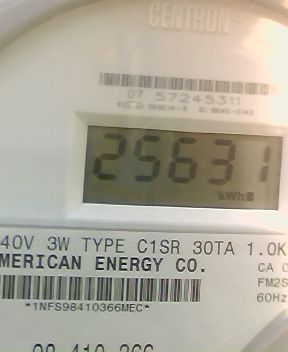 CENTRON®
07 57245311
25631
kWh
40V 3W TYPE C1SR 30TA 1.0K
MERICAN ENERGY CO.
CA 0
FM2S
60Hz
*1NFS98410366MEC*